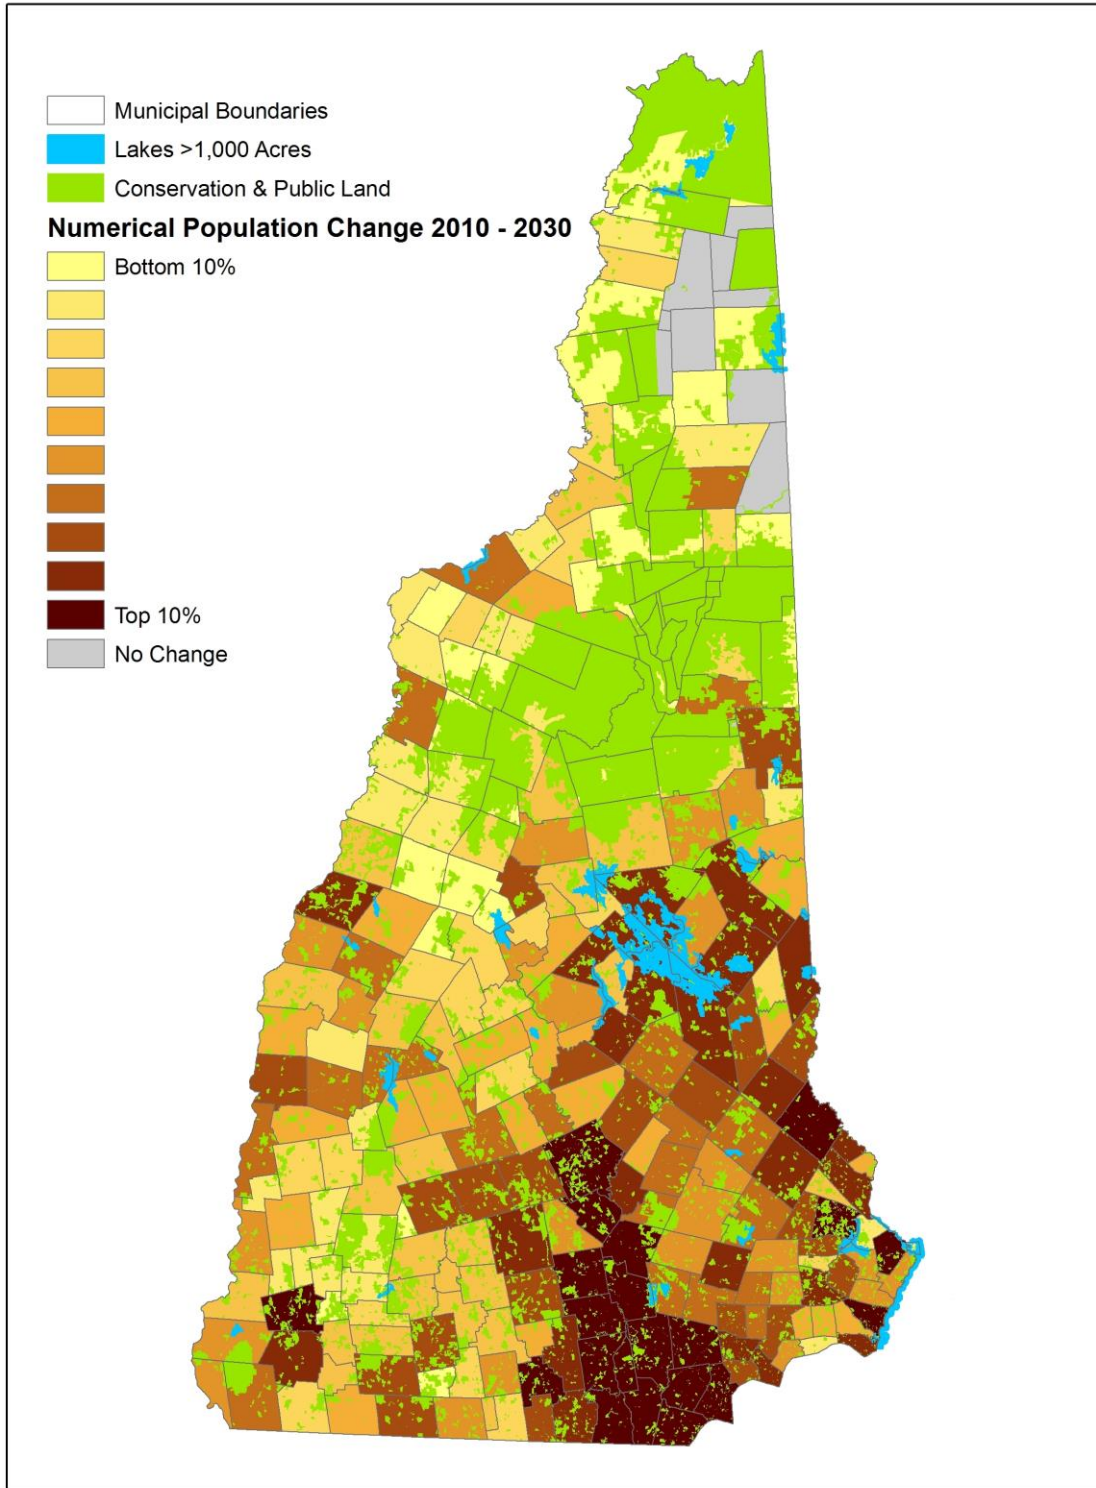 Municipal Boundaries
Lakes >1,000 Acres
Conservation & Public Land
Numerical Population Change 2010 - 2030
Bottom 10%
Top 10%
No Change